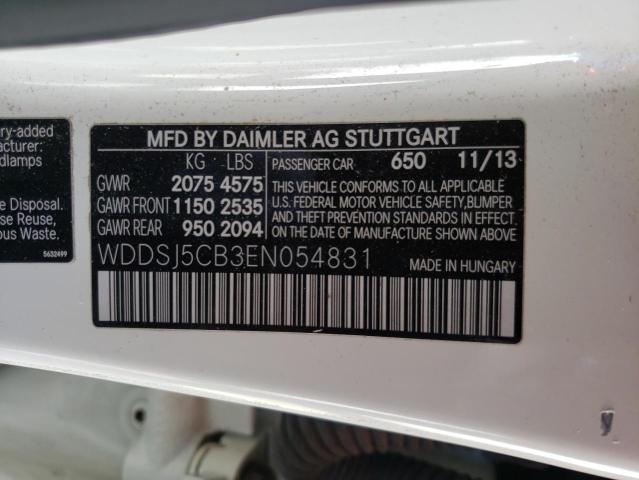 ry-added
facturer:
dlamps
e Disposal.
se Reuse,
ous Waste.
5632499
MFD BY DAIMLER AG STUTTGART
KG LBS PASSENGER CAR 650 11/13
GVWR 2075 4575 THIS VEHICLE CONFORMS TO ALL APPLICABLE
U.S. FEDERAL MOTOR VEHICLE SAFETY,BUMPER
GAWR FRONT 1150 2535 AND THEFT PREVENTION STANDARDS IN EFFECT
GAWR REAR 950 2094 ON THE DATE OF MANUFACTURE SHOWN ABOVE.
WDDSJ5CB3EN054831 MADE IN HUNGARY